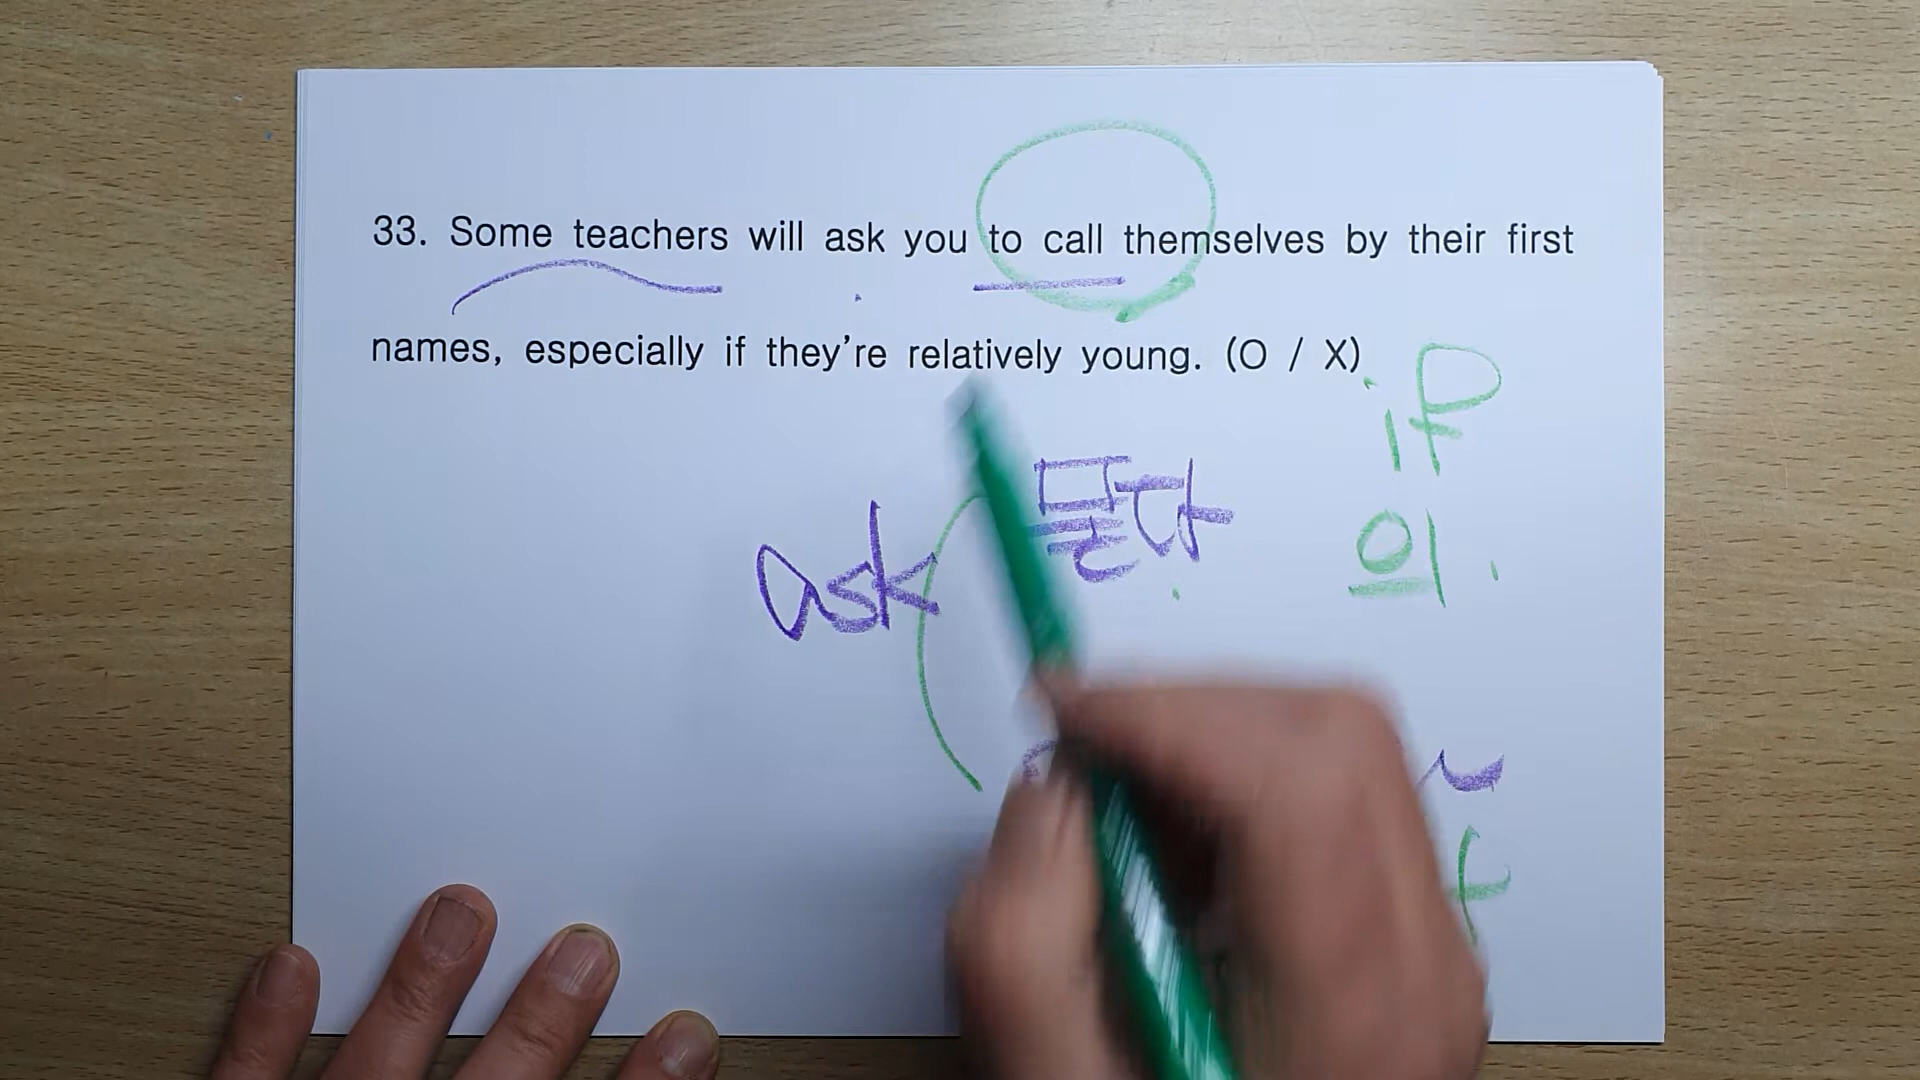 33. Some teachers will ask you to call themselves by their first
names, especially if they're relatively young. (O / X)
if
ask
묻다